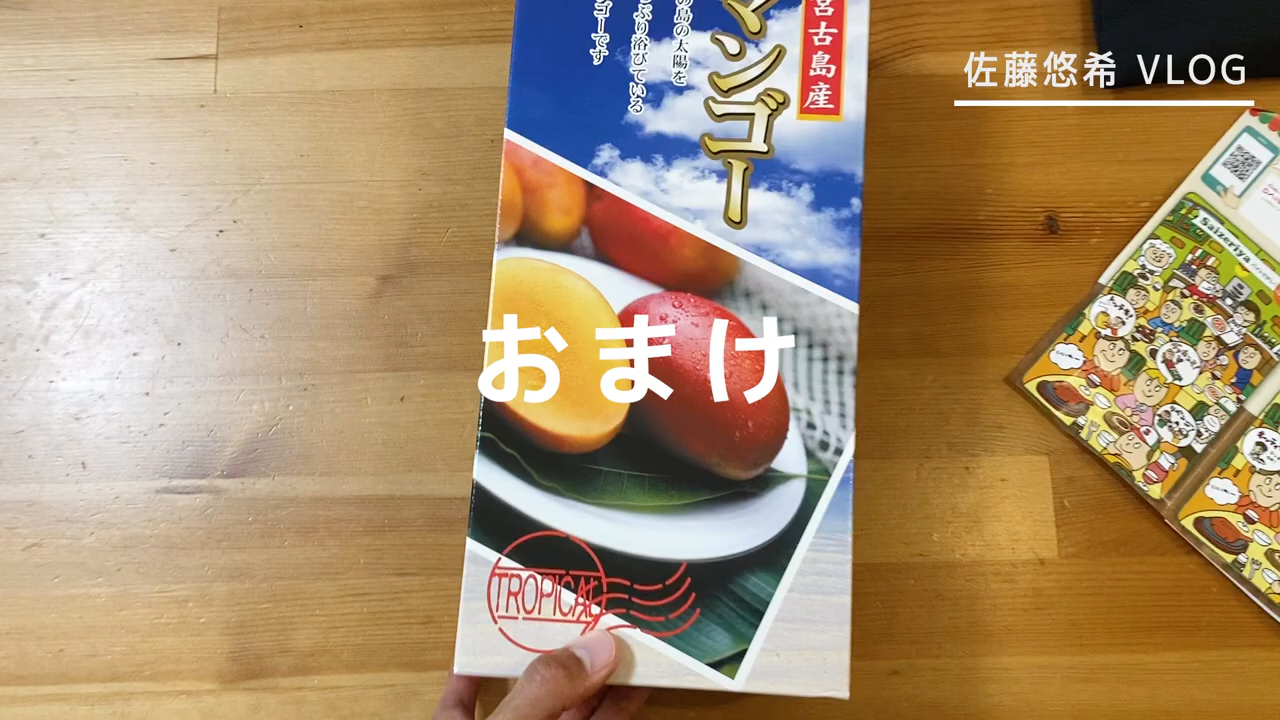 佐藤悠希 VLOG
宮古島産
マンゴー
の島の太陽を
ぷり浴びている
ゴーです
おまけ
TROPICAL
Saizeriya